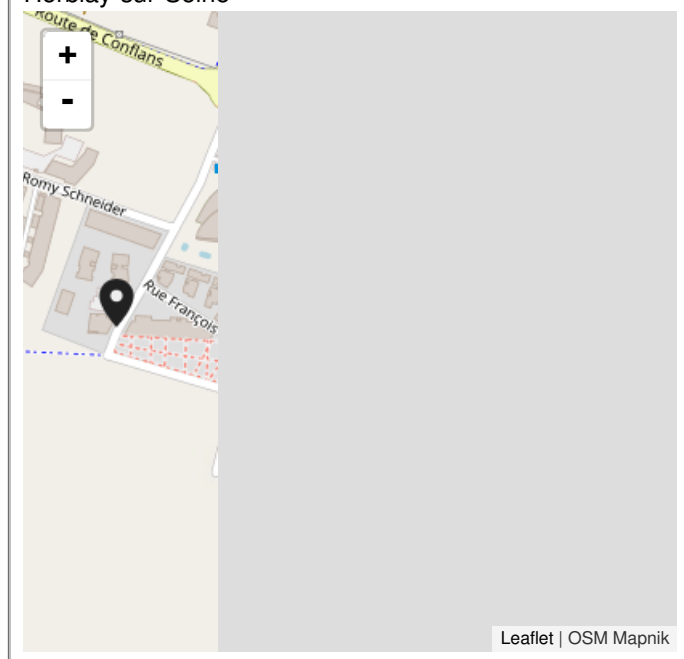 Herblay-sur-Seine
Route de Conflans
+
-
Romy Schneider
Rue François
Leaflet | OSM Mapnik